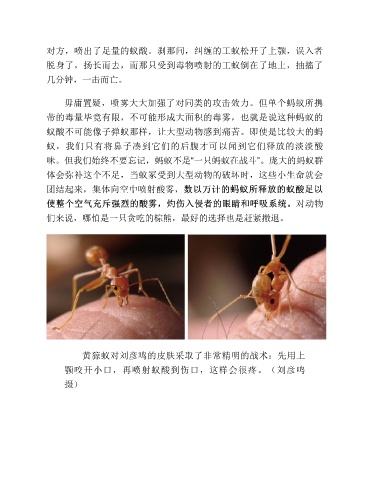 对方，喷出了足量的蚁酸。刹那间，纠缠的工蚁松开了上颚，误入者
脱身了，扬长而去，而那只受到毒物喷射的工蚁倒在了地上，抽搐了
几分钟，一击而亡。
毋庸置疑，喷雾大大加强了对同类的攻击效力。但单个蚂蚁所携
带的毒量毕竟有限，不可能形成大面积的毒雾，也就是说这种蚂蚁的
蚁酸不可能像子弹蚁那样，让大型动物感到痛苦。即使是比较大的蚂
蚁，我们只有将鼻子凑到它们的后腹才可以闻到它们释放的淡淡酸
味。但我们始终不要忘记，蚂蚁不是“一只蚂蚁在战斗”。庞大的蚂蚁群
体会弥补这个不足，当蚁冢受到大型动物的破坏时，这些小生命就会
团结起来，集体向空中喷射酸雾，数以万计的蚂蚁所释放的蚁酸足以
使整个空气充斥强烈的酸雾，灼伤入侵者的眼睛和呼吸系统。对动物
们来说，哪怕是一只贪吃的棕熊，最好的选择也是赶紧撤退。
黄猄蚁对刘彦鸣的皮肤采取了非常精明的战术：先用上
颚咬开小口，再喷射蚁酸到伤口，这样会很疼。（刘彦鸣
摄）